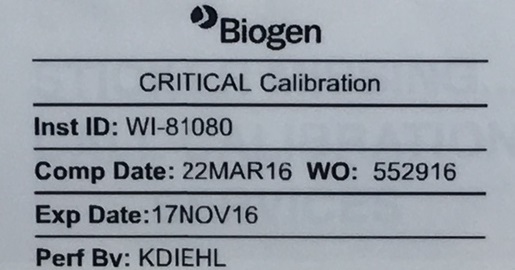 Biogen
CRITICAL Calibration
Inst ID: WI-81080
Comp Date: 22MAR16 WO: 552916
Exp Date:17NOV16
Perf By: KDIEHL